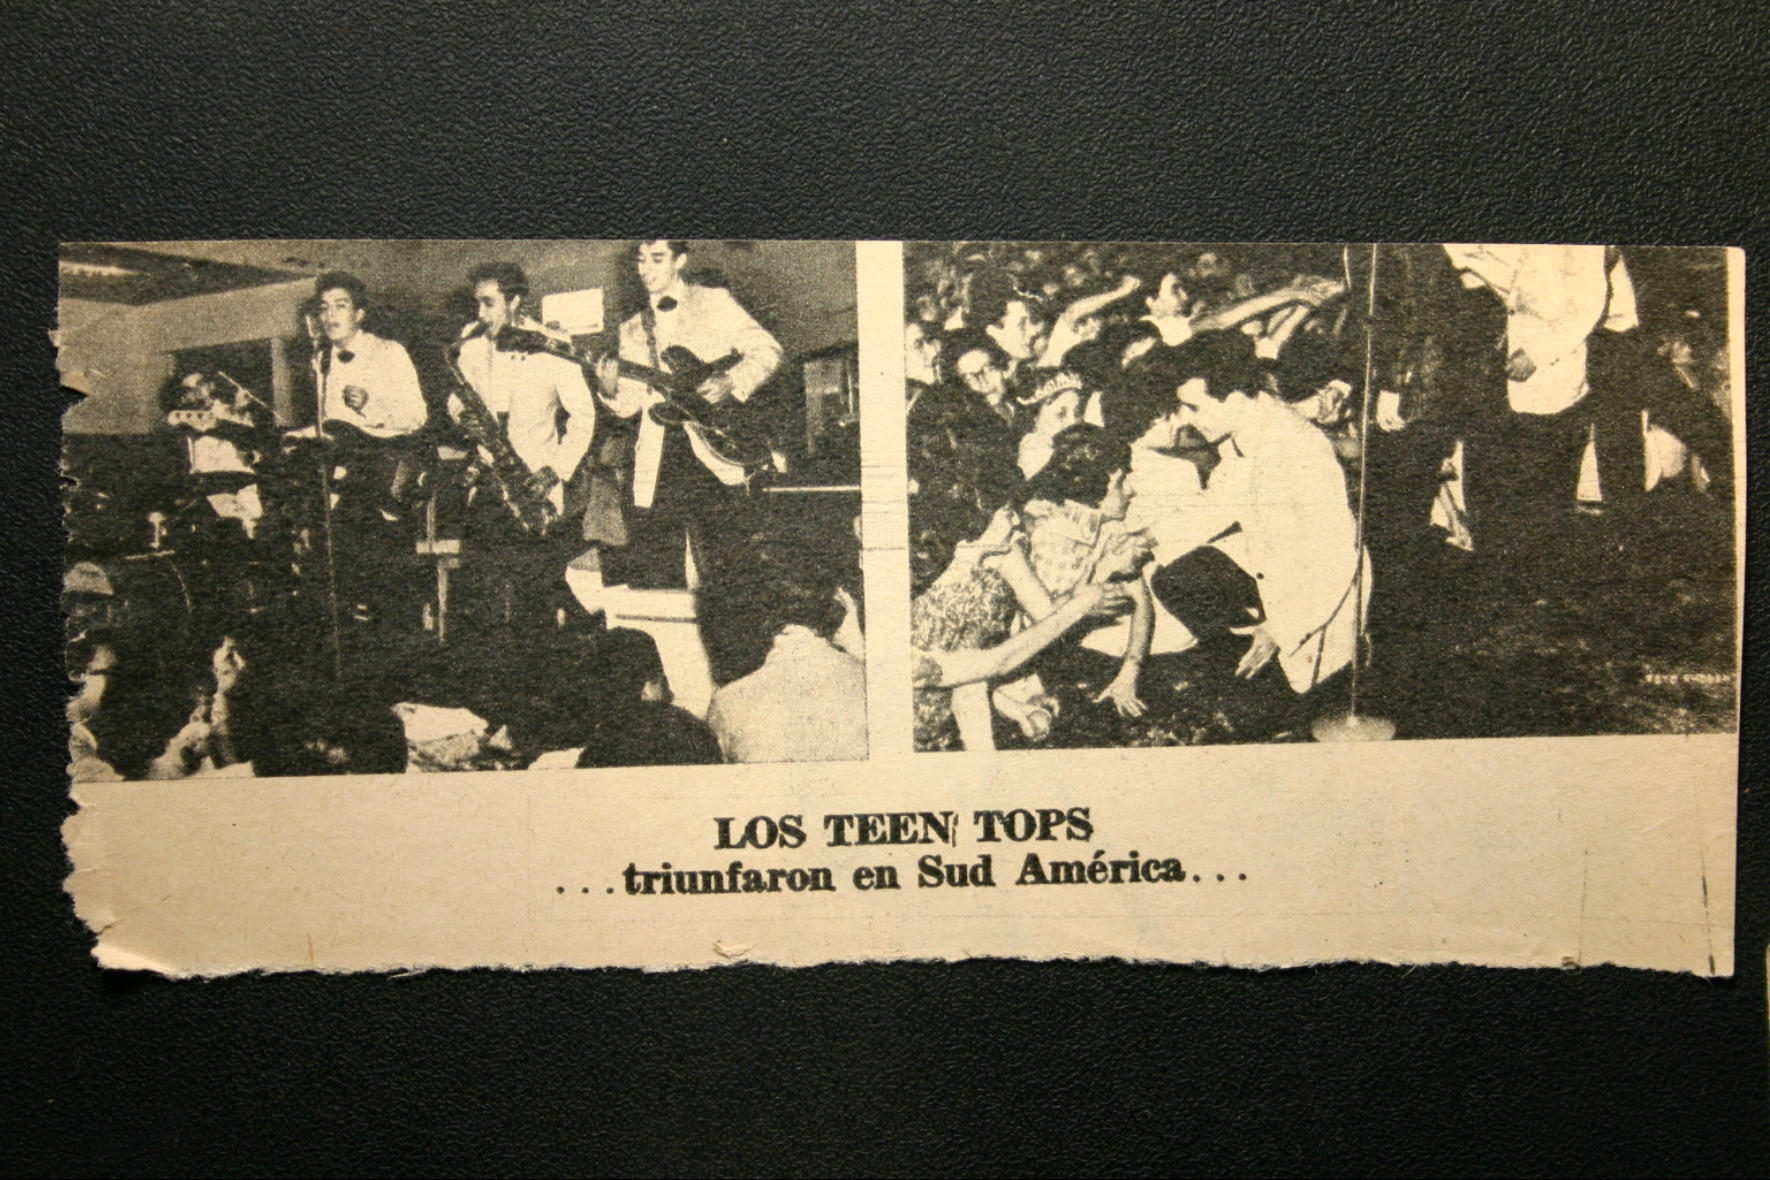 LOS TEEN TOPS
...triunfaron en Sud América...